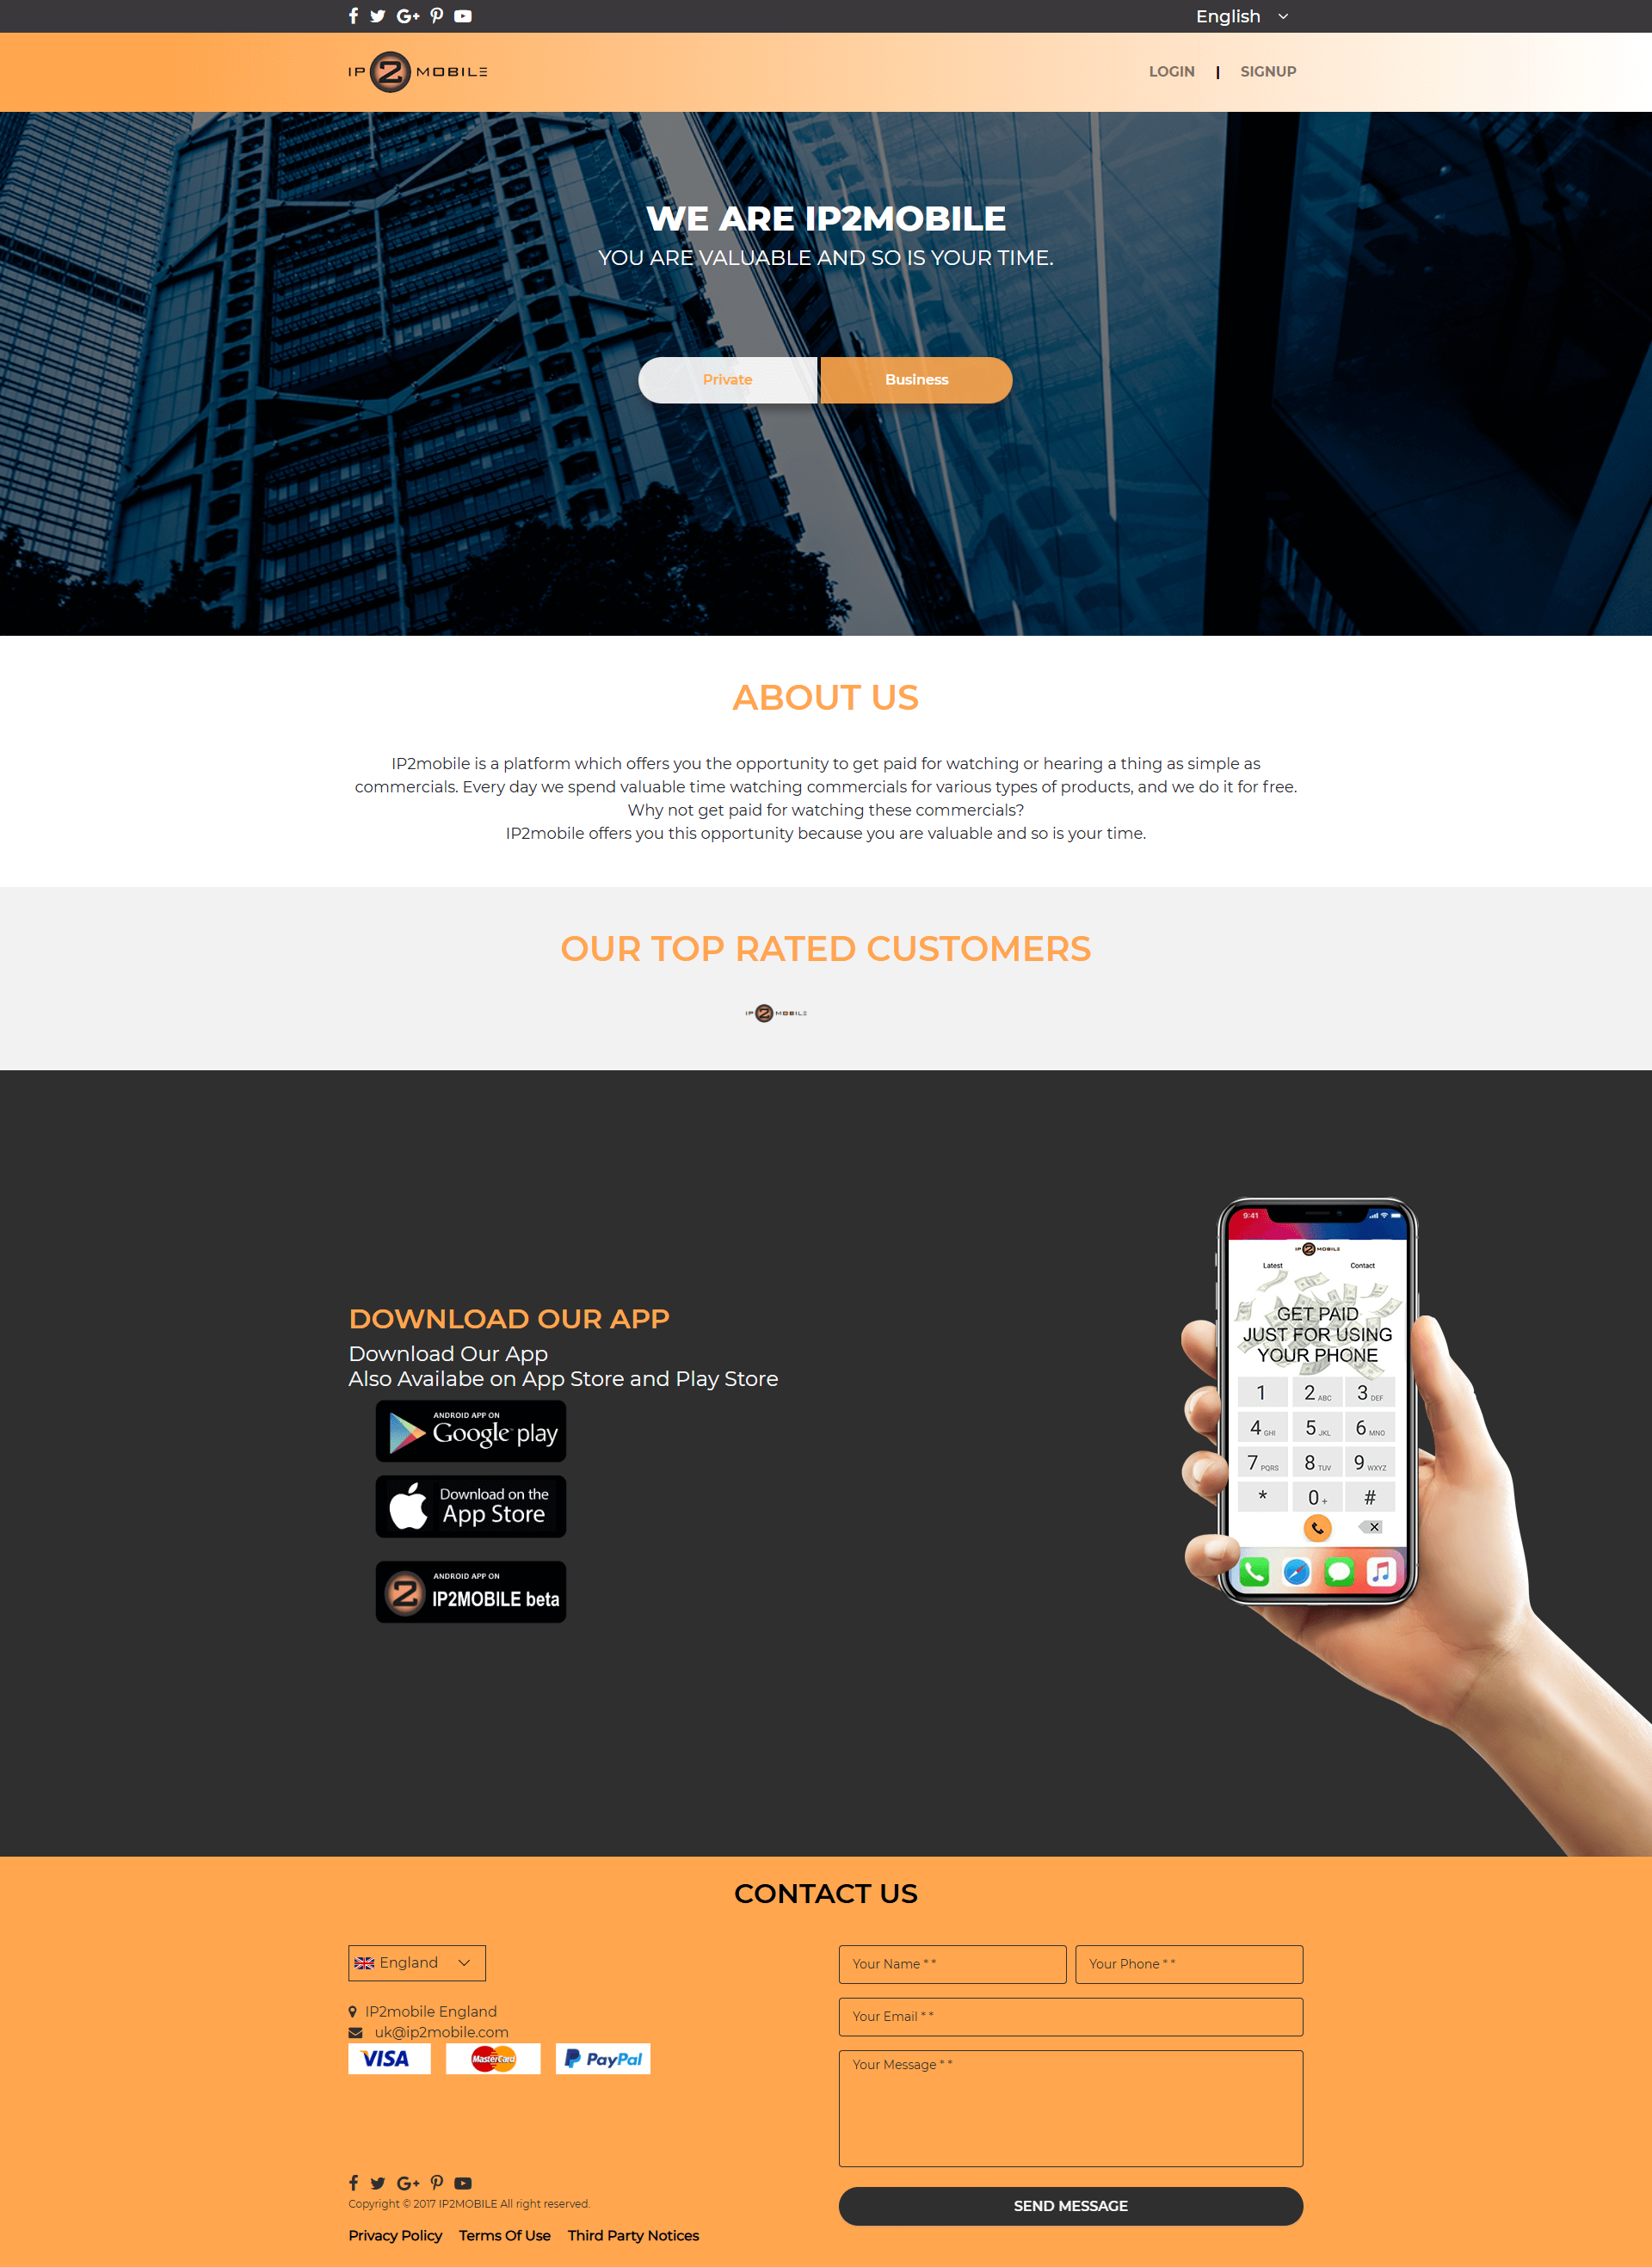 English
IP 2 MOBILE
LOGIN | SIGNUP
WE ARE IP2MOBILE
YOU ARE VALUABLE AND SO IS YOUR TIME.
Private
Business
ABOUT US
IP2mobile is a platform which offers you the opportunity to get paid for watching or hearing a thing as simple as
commercials. Every day we spend valuable time watching commercials for various types of products, and we do it for free.
Why not get paid for watching these commercials?
IP2mobile offers you this opportunity because you are valuable and so is your time.
OUR TOP RATED CUSTOMERS
IP 2 MOBILE
DOWNLOAD OUR APP
Download Our App
Also Availabe on App Store and Play Store
ANDROID APP ON
Google play
Download on the
App Store
2 ANDROID APP ON
IP2MOBILE beta
9:41
IP 2 MOBILE
Latest Contact
GET PAID
JUST FOR USING
YOUR PHONE
1 2 ABC 3 DEF
4 GHI 5 JKL 6 MNO
7 PQRS 8 TUV 9 WXYZ
* 0 + #
CONTACT US
England
IP2mobile England
uk@ip2mobile.com
VISA MasterCard PayPal
Your Name * *
Your Phone * *
Your Email * *
Your Message * *
SEND MESSAGE
Copyright © 2017 IP2MOBILE All right reserved.
Privacy Policy Terms Of Use Third Party Notices